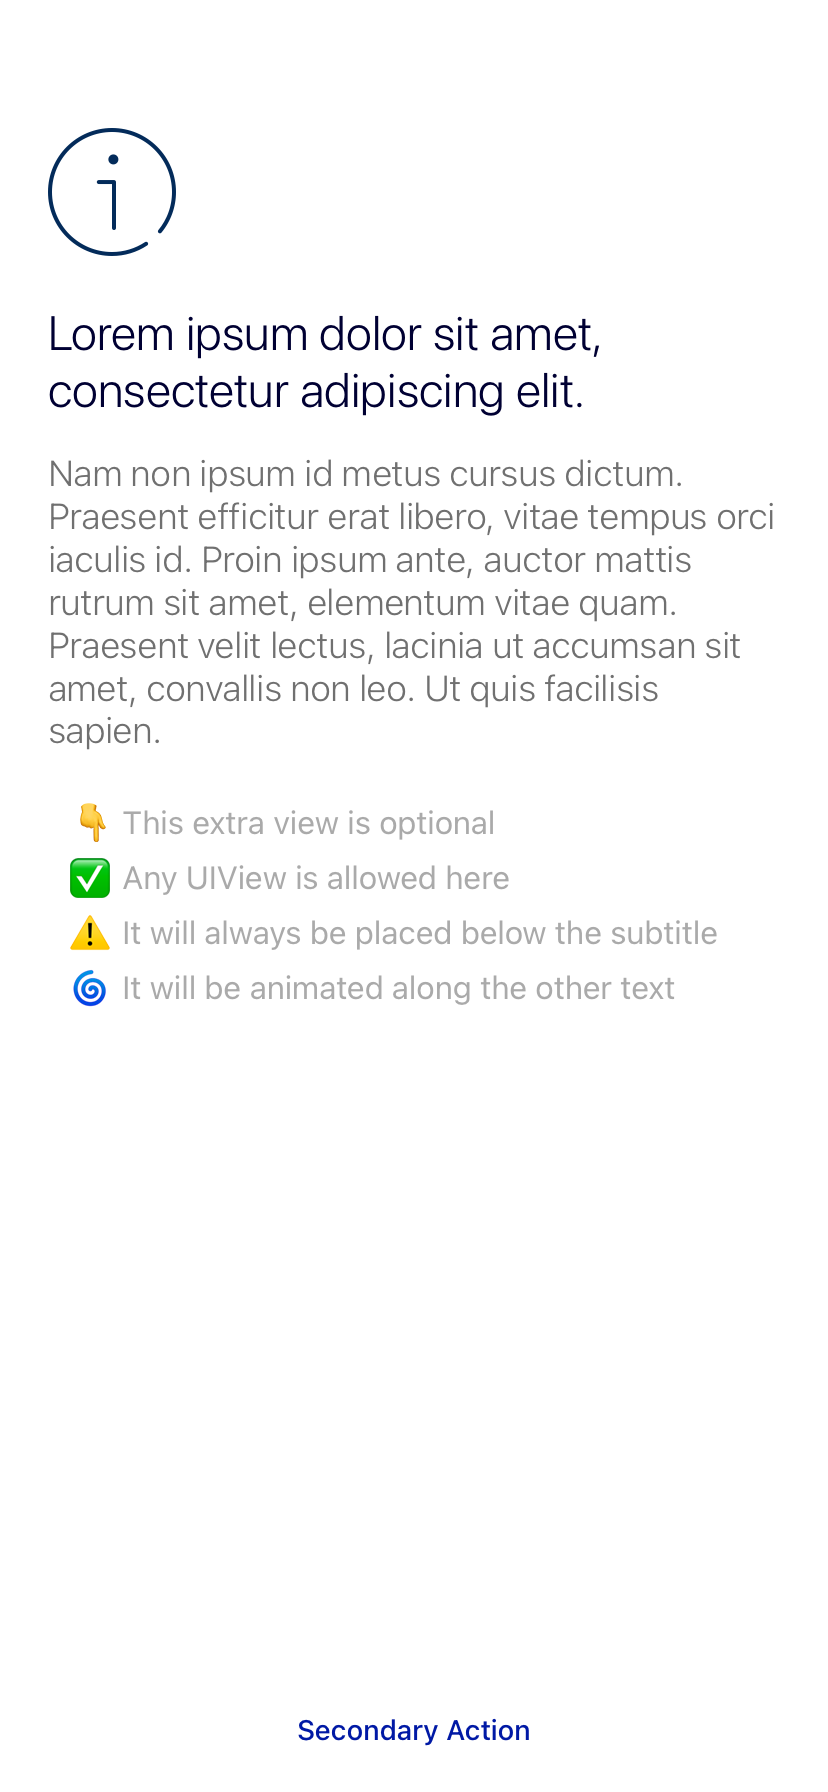 Lorem ipsum dolor sit amet,
consectetur adipiscing elit.
Nam non ipsum id metus cursus dictum.
Praesent efficitur erat libero, vitae tempus orci
iaculis id. Proin ipsum ante, auctor mattis
rutrum sit amet, elementum vitae quam.
Praesent velit lectus, lacinia ut accumsan sit
amet, convallis non leo. Ut quis facilisis
sapien.
👇 This extra view is optional
✅ Any UIView is allowed here
⚠️ It will always be placed below the subtitle
🌀 It will be animated along the other text
Secondary Action